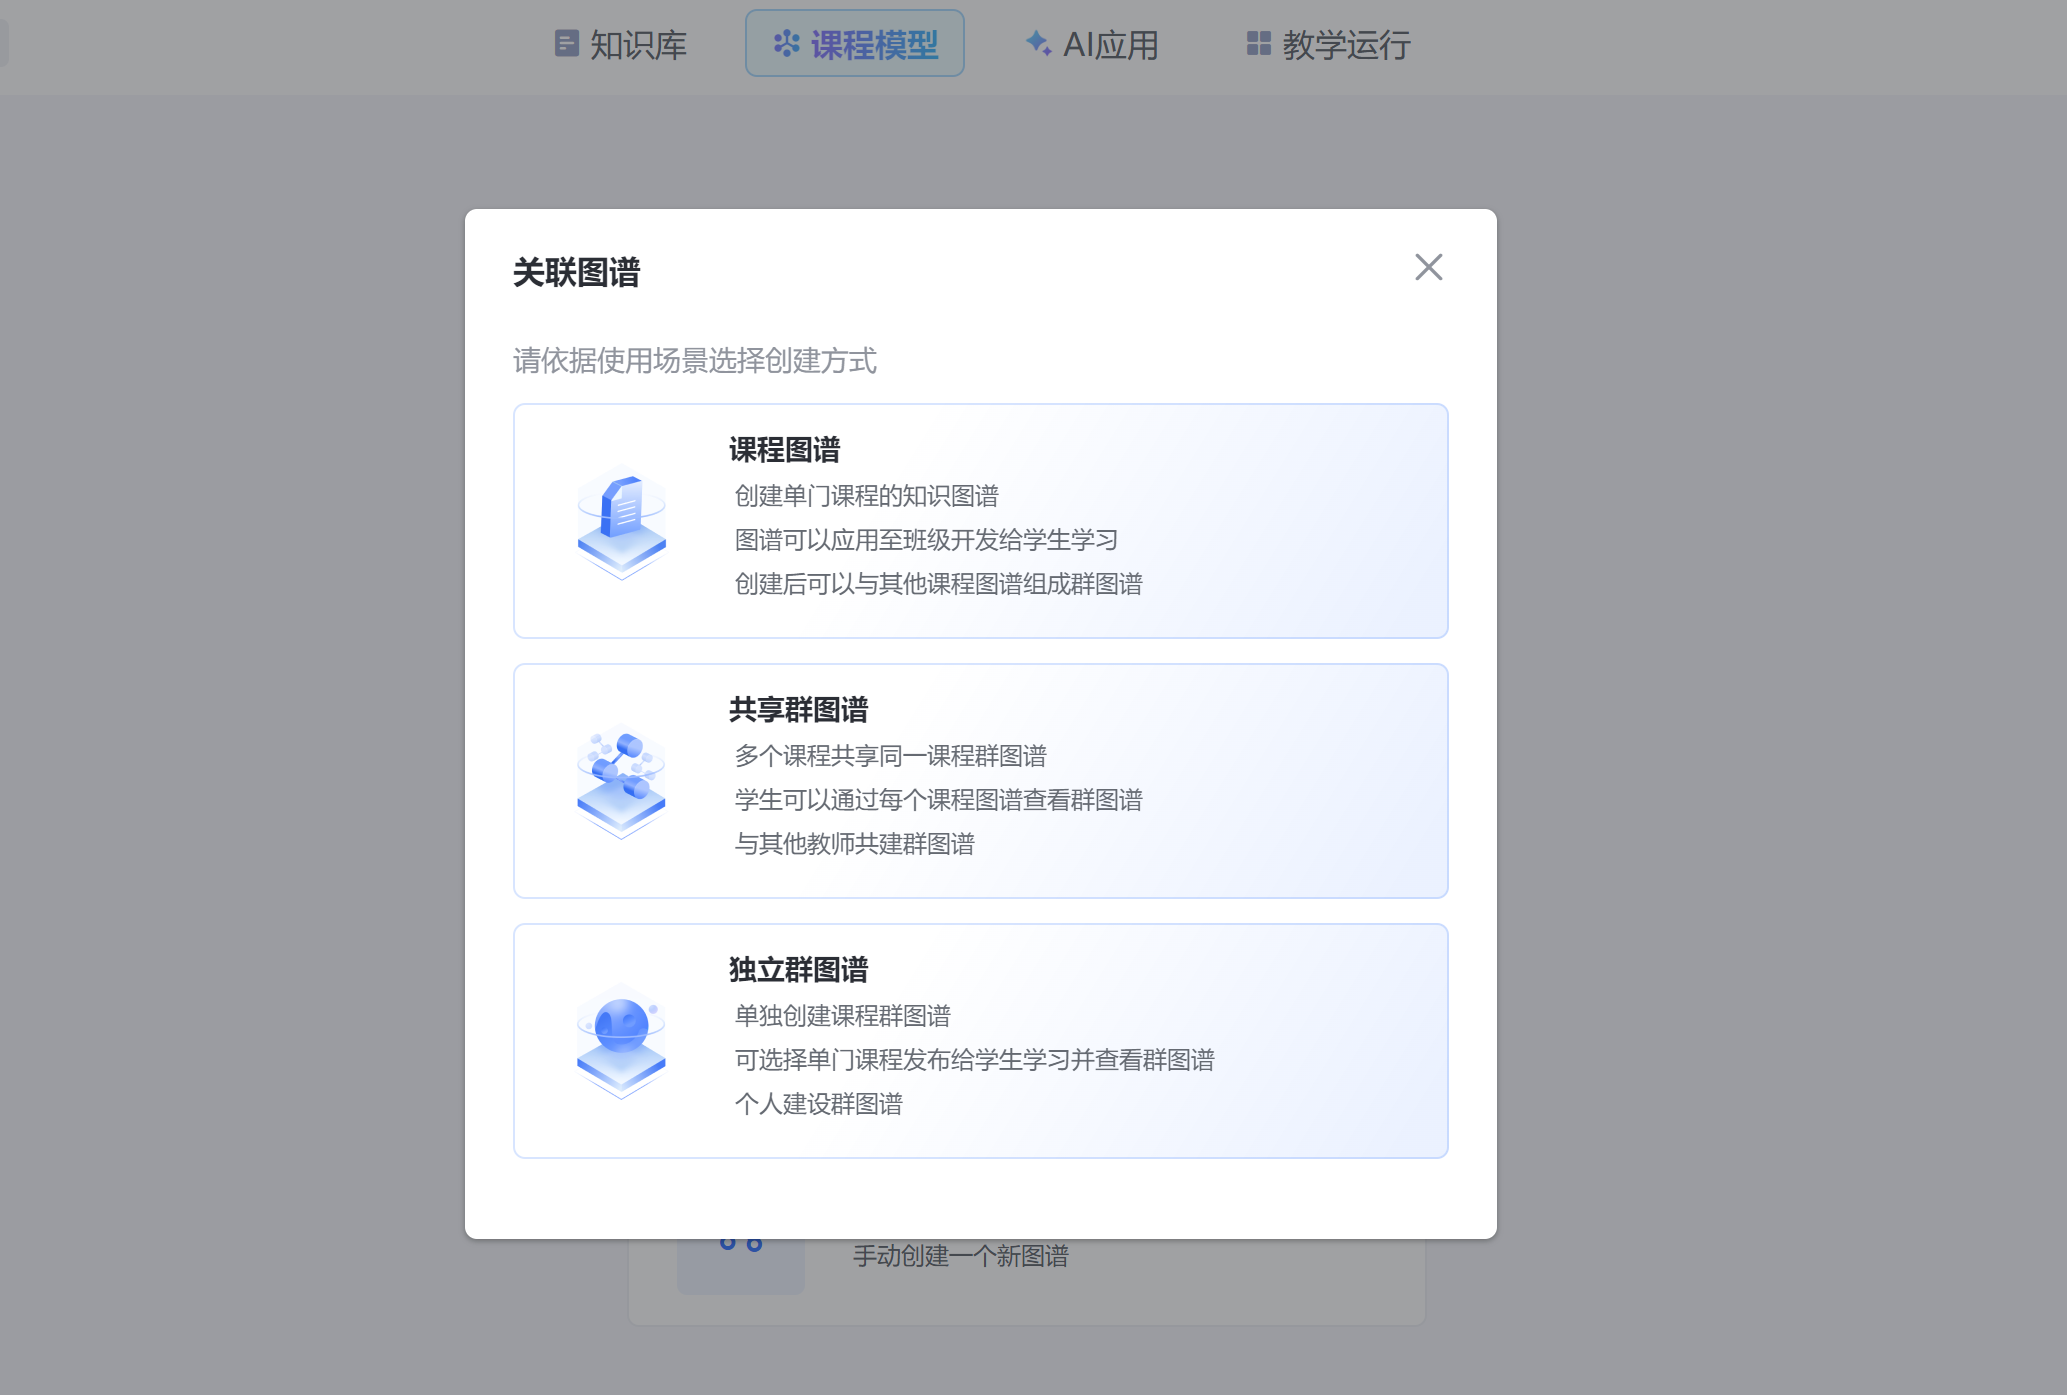 知识库
课程模型
AI应用
教学运行
关联图谱
请依据使用场景选择创建方式
课程图谱
创建单门课程的知识图谱
图谱可以应用至班级开发给学生学习
创建后可以与其他课程图谱组成群图谱
共享群图谱
多个课程共享同一课程群图谱
学生可以通过每个课程图谱查看群图谱
与其他教师共建群图谱
独立群图谱
单独创建课程群图谱
可选择单门课程发布给学生学习并查看群图谱
个人建设群图谱
手动创建一个新图谱